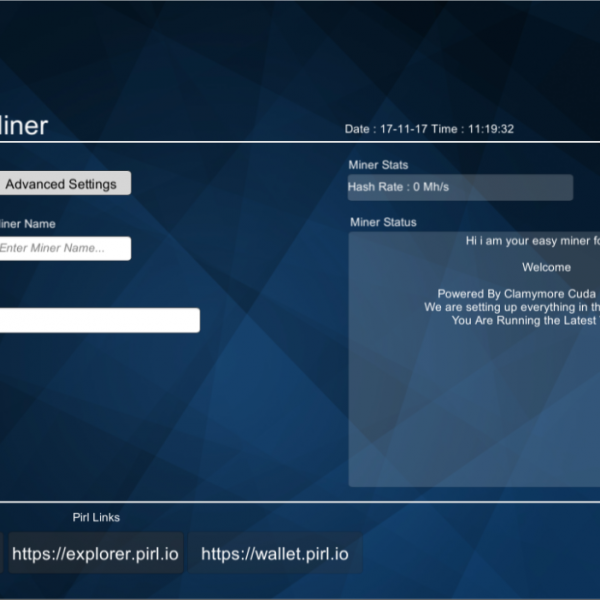 iner
Date : 17-11-17 Time : 11:19:32
Miner Stats
Advanced Settings
Hash Rate : 0 Mh/s
iner Name
Miner Status
Enter Miner Name...
Hi i am your easy miner fo
Welcome
Powered By Clamymore Cuda
We are setting up everything in th
You Are Running the Latest
Pirl Links
https://explorer.pirl.io
https://wallet.pirl.io